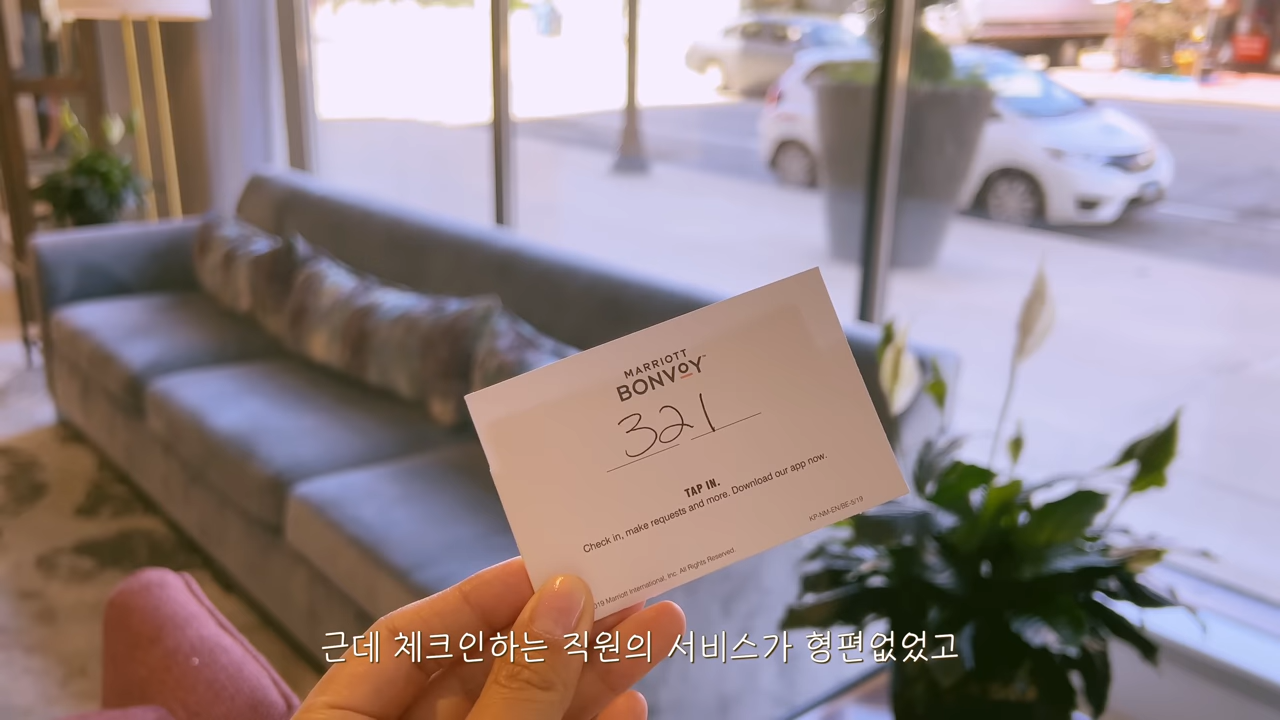 MARRIOTT
BONVOY™
321
TAP IN.
Check in, make requests and more. Download our app now.
KP-NM-EN/BE-5/19
2019 Marriott International, Inc. All Rights Reserved.
근데 체크인하는 직원의 서비스가 형편없었고